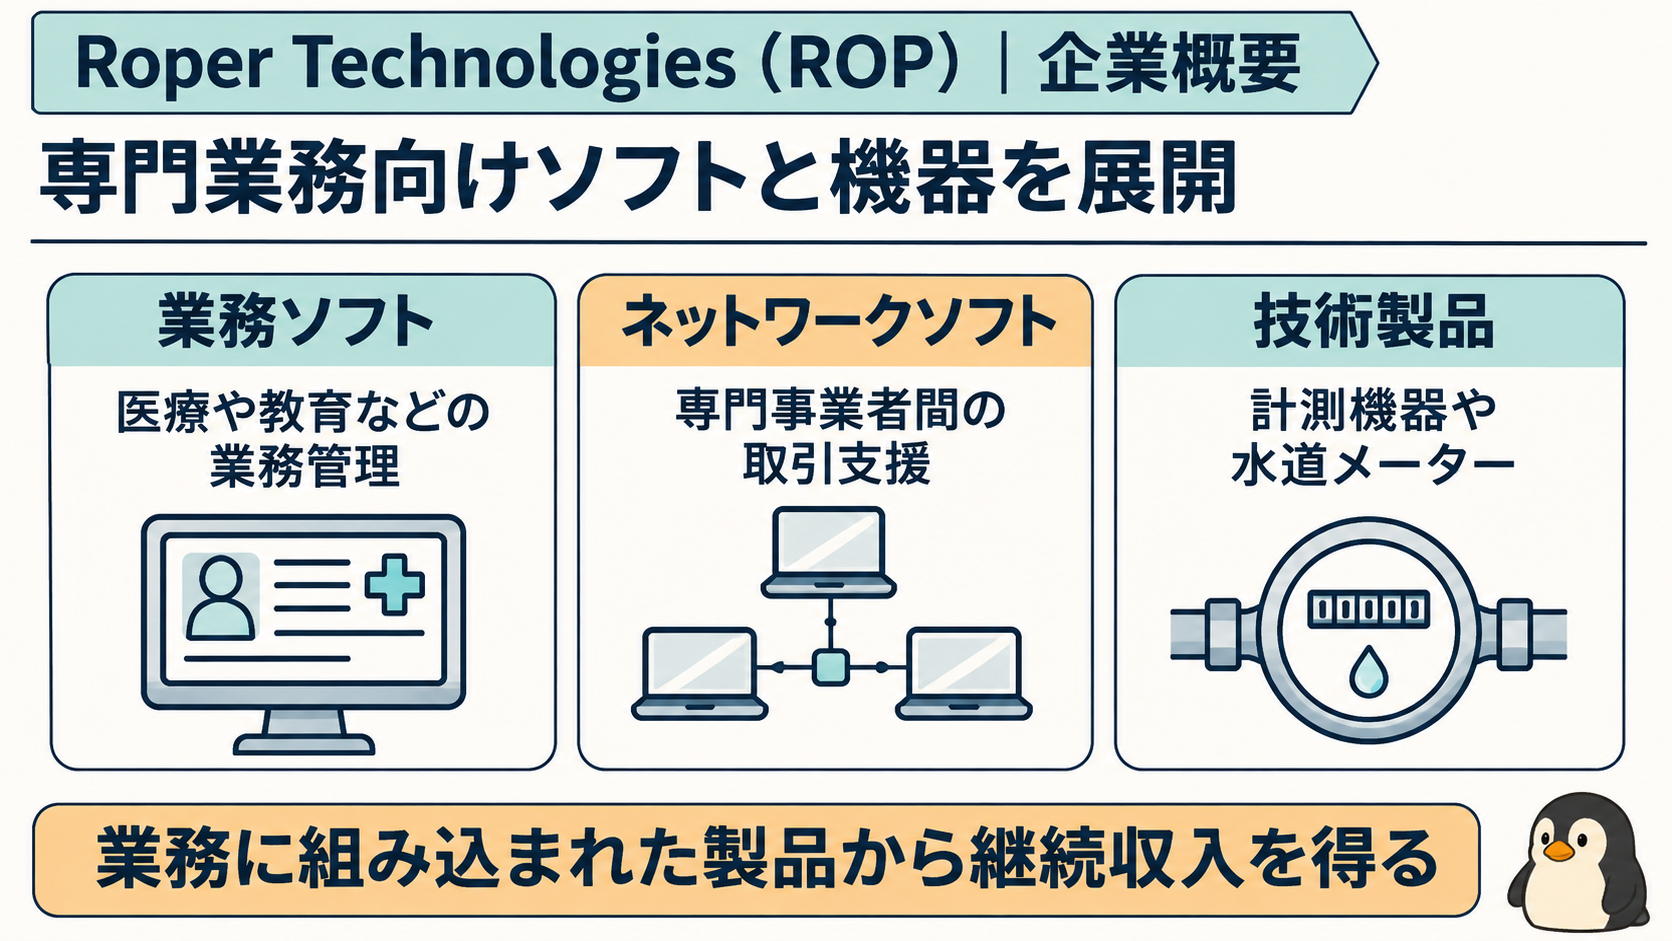 Roper Technologies（ROP）｜企業概要
専門業務向けソフトと機器を展開
業務ソフト
医療や教育などの
業務管理
ネットワークソフト
専門事業者間の
取引支援
技術製品
計測機器や
水道メーター
00000
業務に組み込まれた製品から継続収入を得る